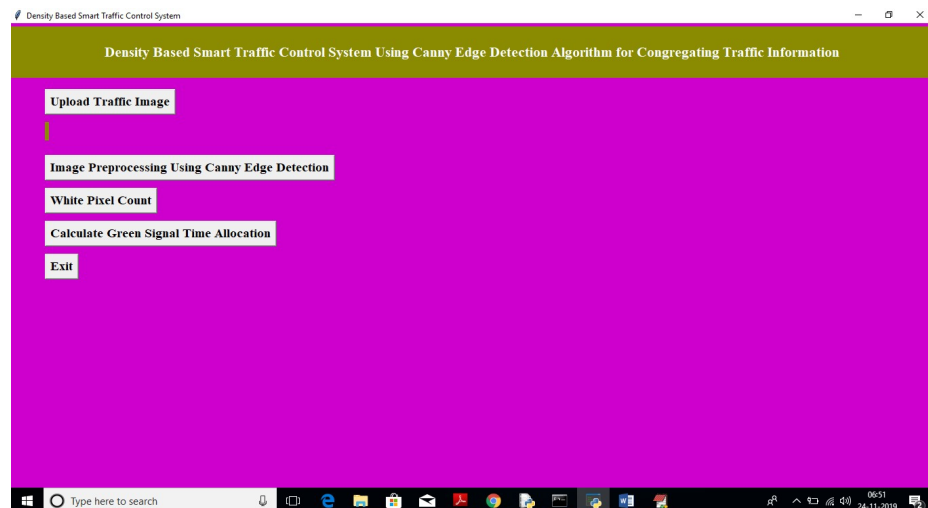 Density Based Smart Traffic Control System
Density Based Smart Traffic Control System Using Canny Edge Detection Algorithm for Congregating Traffic Information
Upload Traffic Image
Image Preprocessing Using Canny Edge Detection
White Pixel Count
Calculate Green Signal Time Allocation
Exit
Type here to search
06:51
24-11-2019